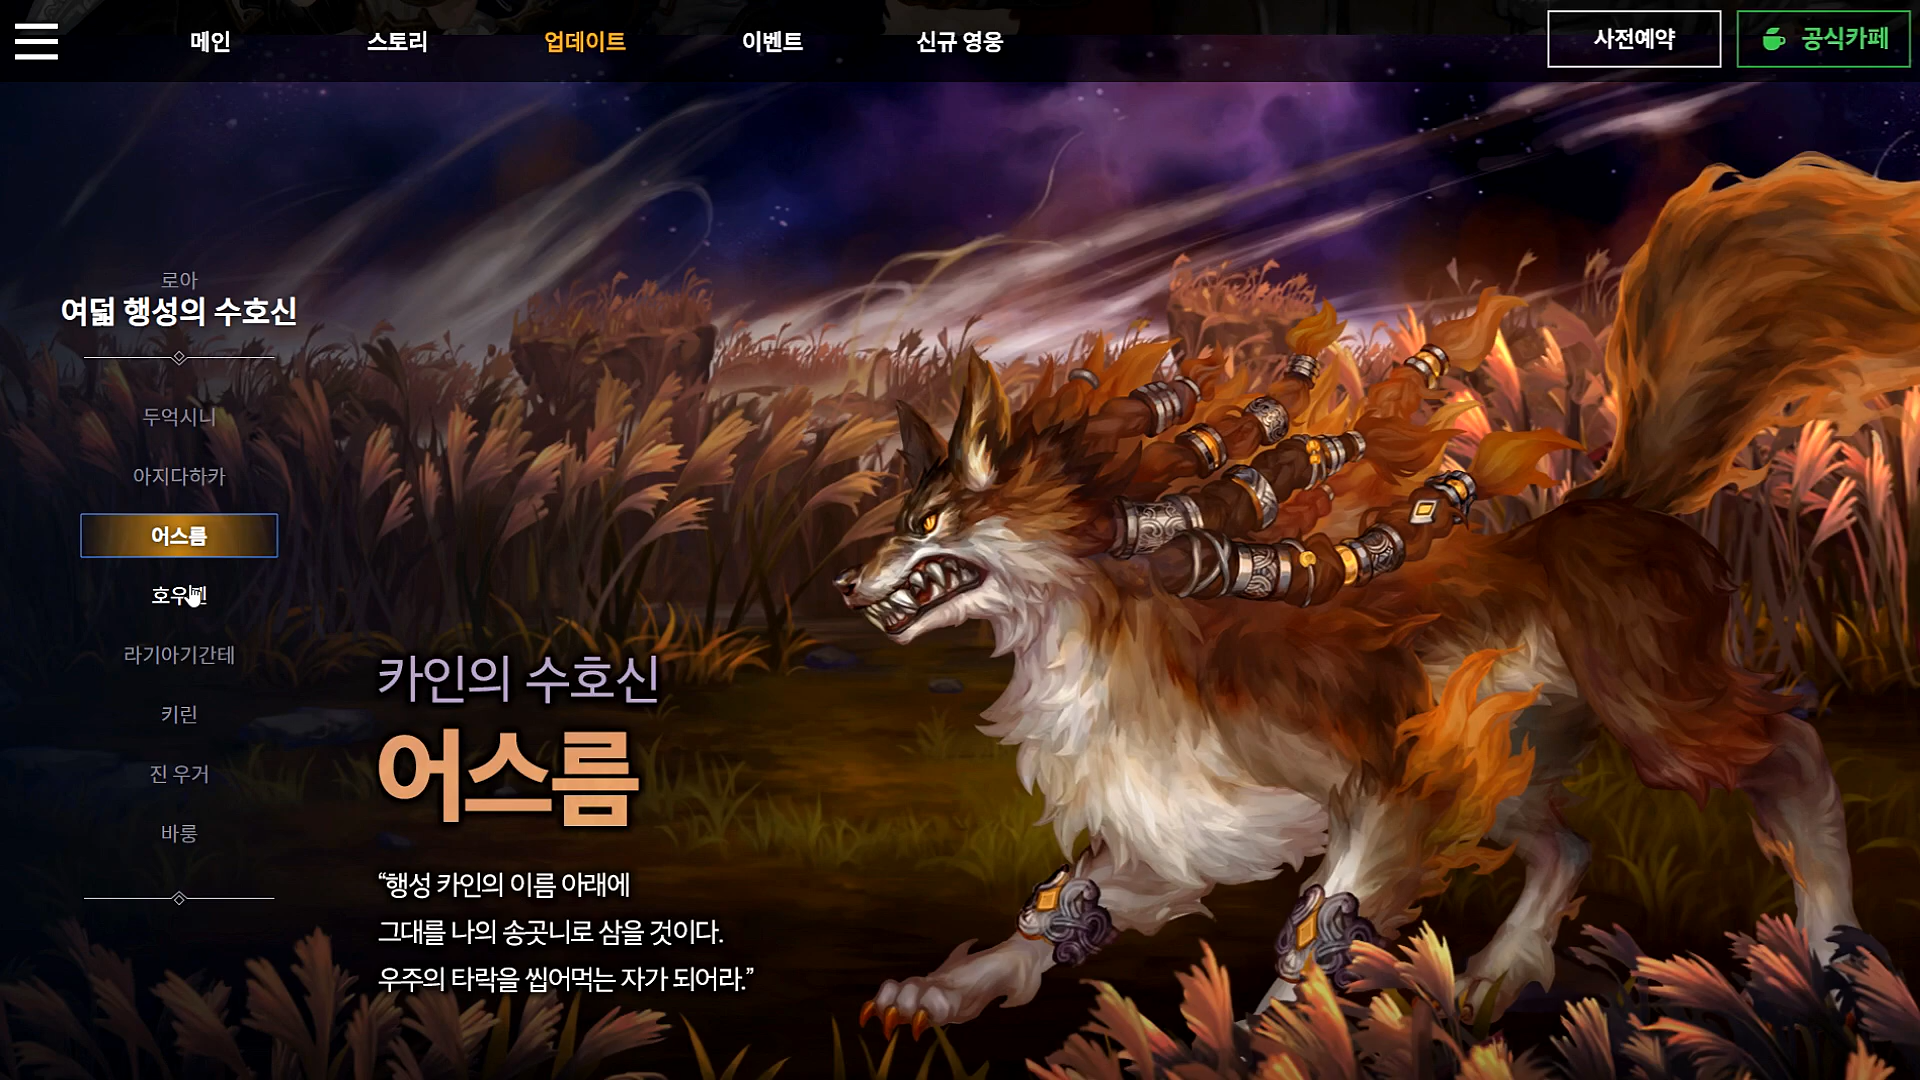 메인
스토리
업데이트
이벤트
신규 영웅
사전예약
공식카페
로아
여덟 행성의 수호신
두억시니
아지다하카
어스름
라기아기간테
키린
진 우거
바룽
카인의 수호신
어스름
“행성 카인의 이름 아래에
그대를 나의 송곳니로 삼을 것이다.
우주의 타락을 씹어먹는 자가 되어라.”